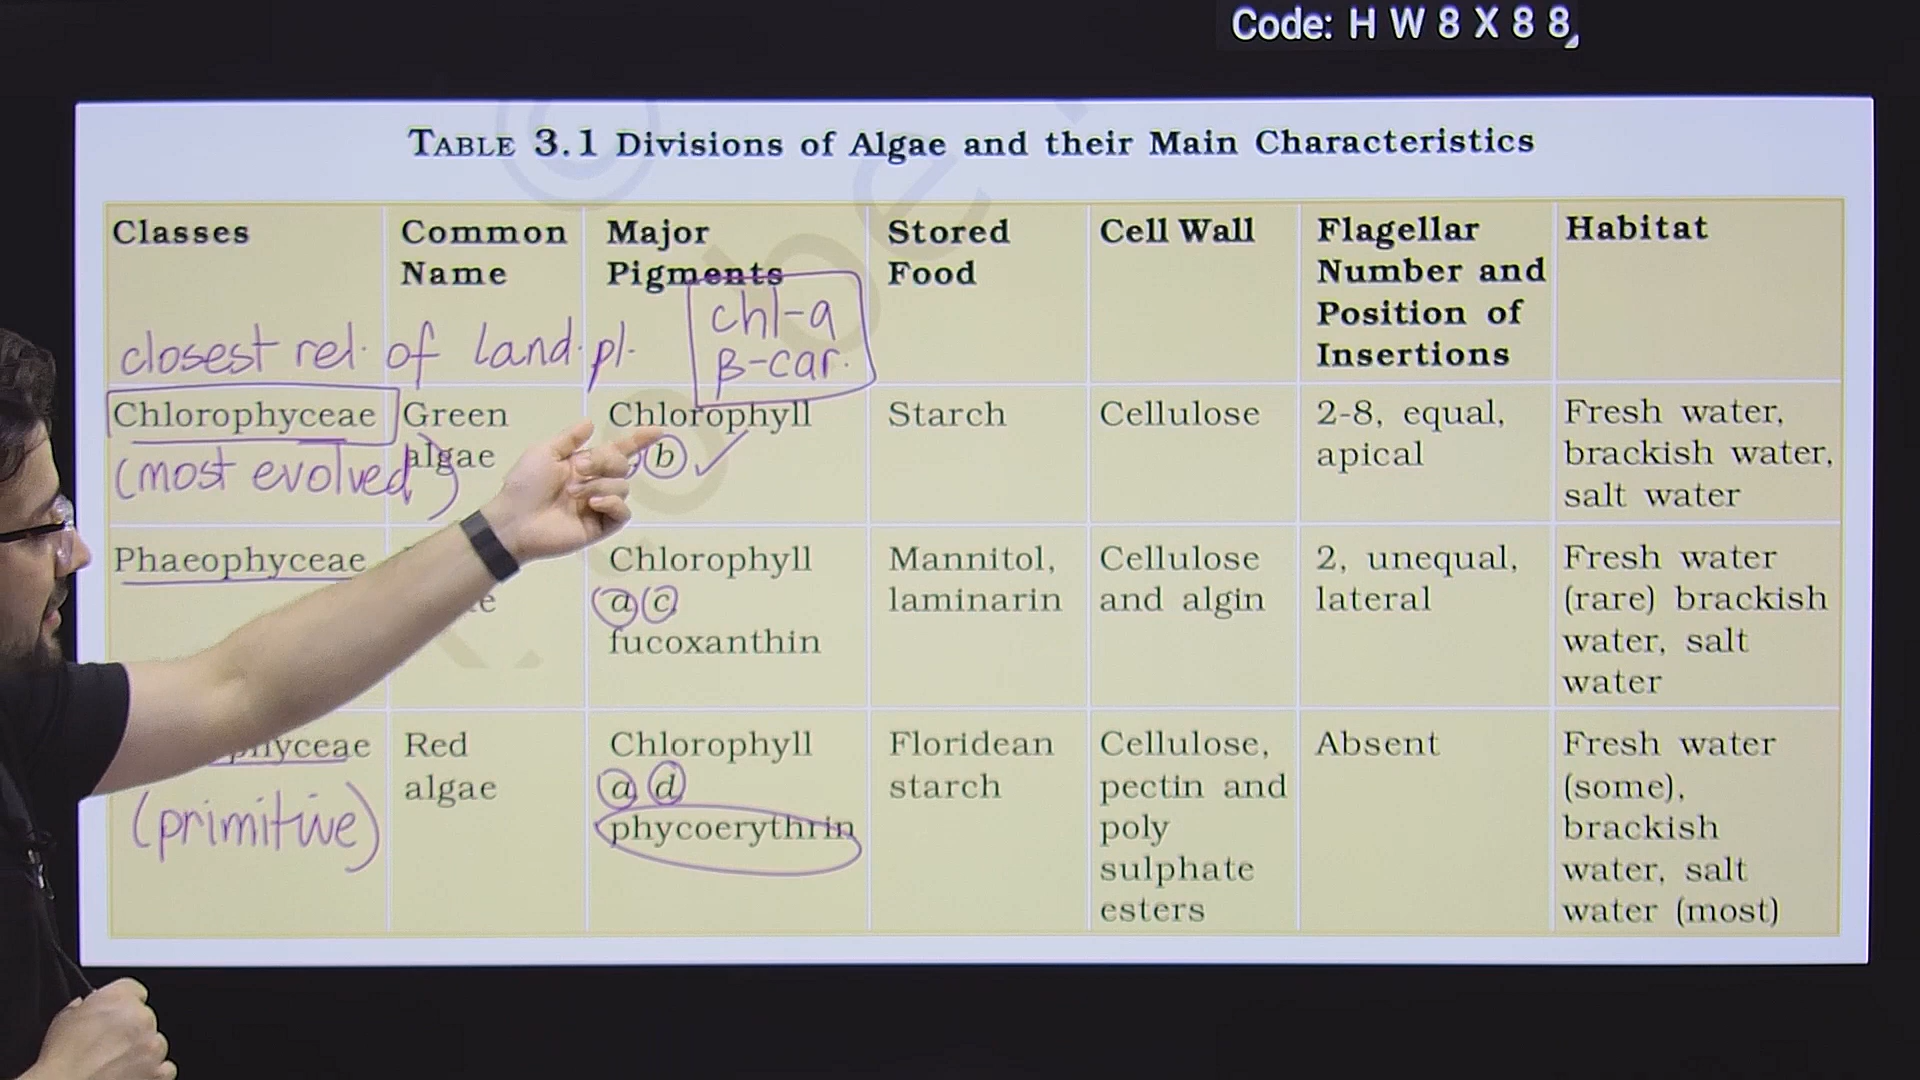 Code: H W 8 X 8 8
TABLE 3.1 Divisions of Algae and their Main Characteristics
Classes
Common
Name
Major
Pigments
Stored
Food
Cell Wall
Flagellar
Number and
Position of
Insertions
Habitat
closest rel. of land pl.
chl-a
β-car.
Chlorophyceae
(most evolved)
Green
algae
Chlorophyll
b ✓
Starch
Cellulose
2-8, equal,
apical
Fresh water,
brackish water,
salt water
Phaeophyceae
Chlorophyll
a, c
fucoxanthin
Mannitol,
laminarin
Cellulose
and algin
2, unequal,
lateral
Fresh water
(rare) brackish
water, salt
water
(primitive)
Red
algae
Chlorophyll
a, d
phycoerythrin
Floridean
starch
Cellulose,
pectin and
poly
sulphate
esters
Absent
Fresh water
(some),
brackish
water, salt
water (most)